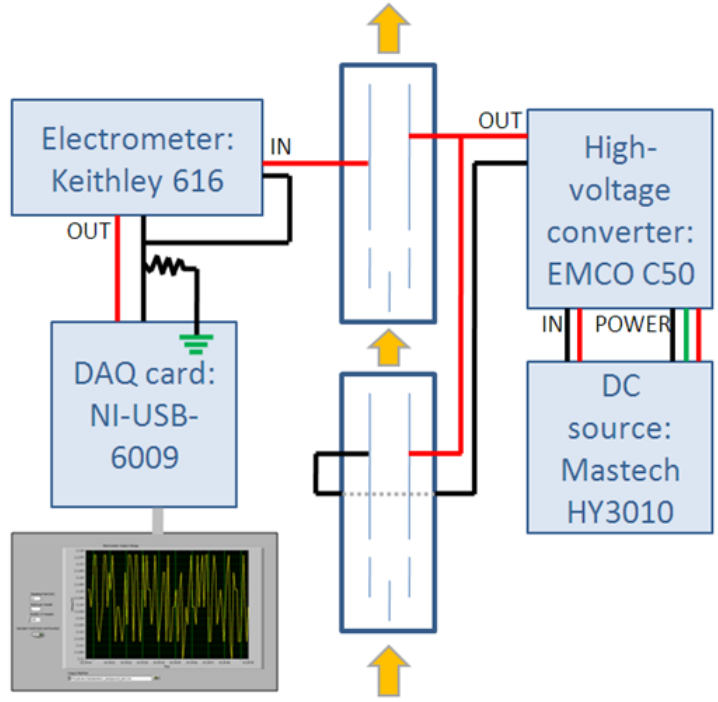 Electrometer:
Keithley 616
IN
OUT
DAQ card:
NI-USB-
6009
OUT
High-
voltage
converter:
EMCO C50
IN
POWER
DC
source:
Mastech
HY3010